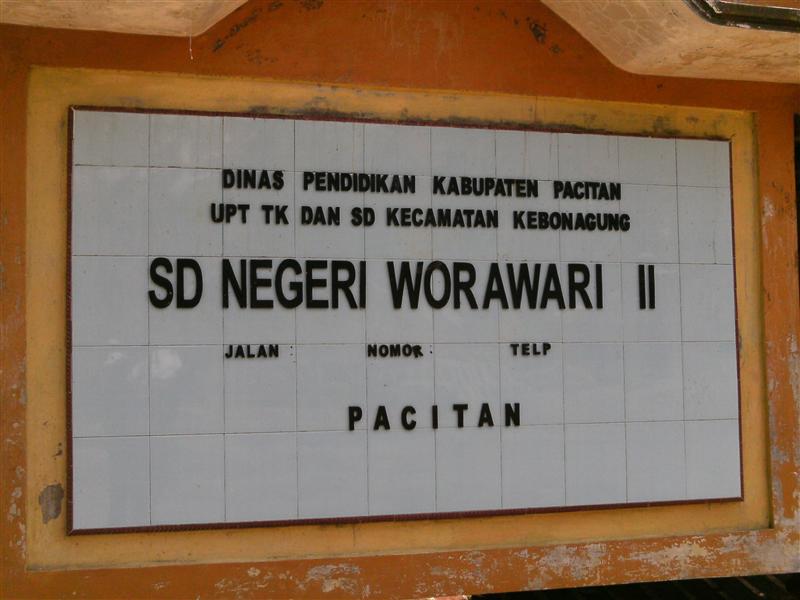 DINAS PENDIDIKAN KABUPATEN PACITAN
UPT TK DAN SD KECAMATAN KEBONAGUNG
SD NEGERI WORAWARI II
JALAN : NOMOR : TELP
PACITAN